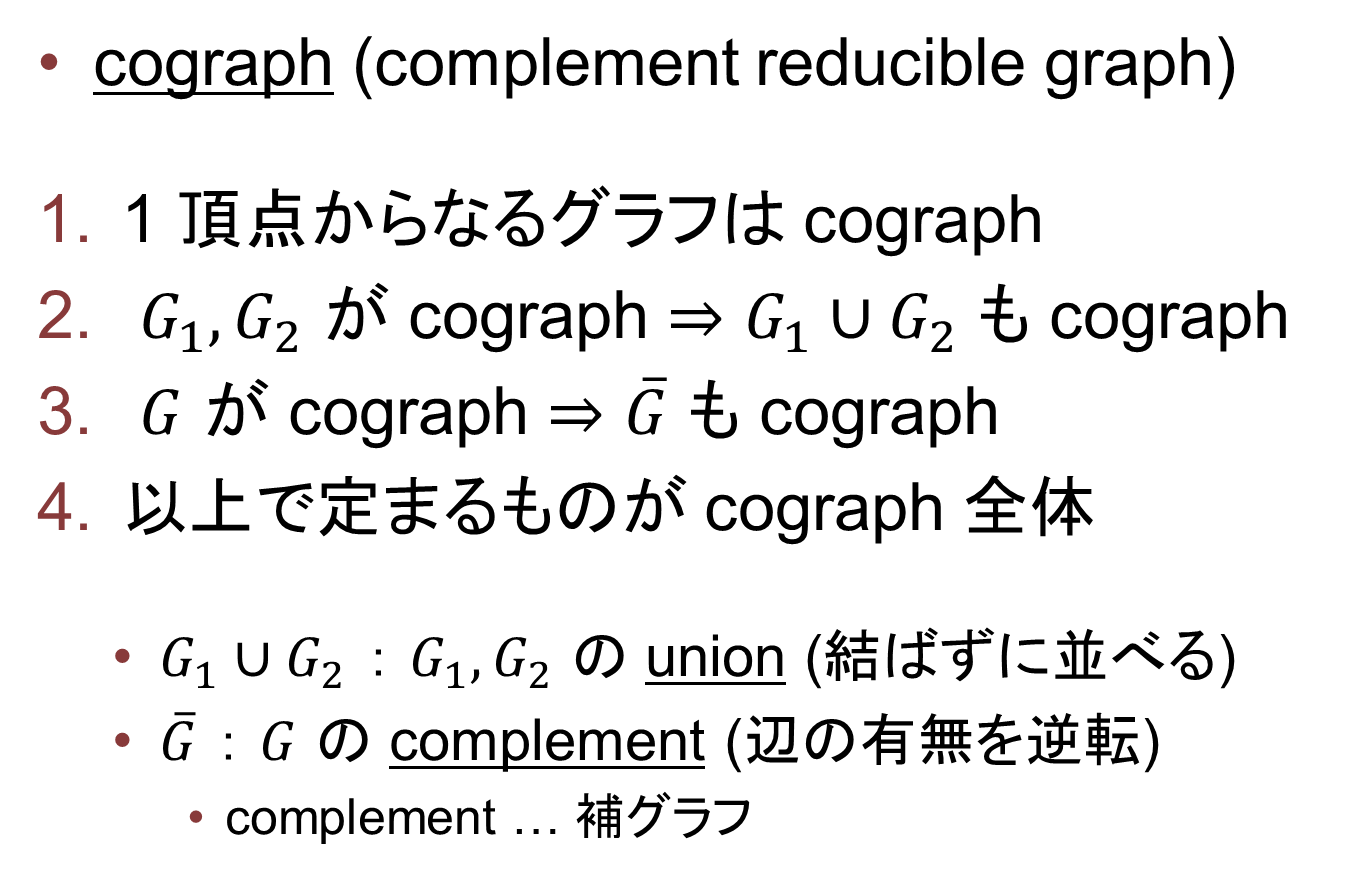 • cograph (complement reducible graph)
1. 1 頂点からなるグラフは cograph
2. G₁, G₂ が cograph ⇒ G₁ ∪ G₂ も cograph
3. G が cograph ⇒ Ḡ も cograph
4. 以上で定まるものが cograph 全体
• G₁ ∪ G₂ : G₁, G₂ の union (結ばずに並べる)
• Ḡ : G の complement (辺の有無を逆転)
• complement … 補グラフ